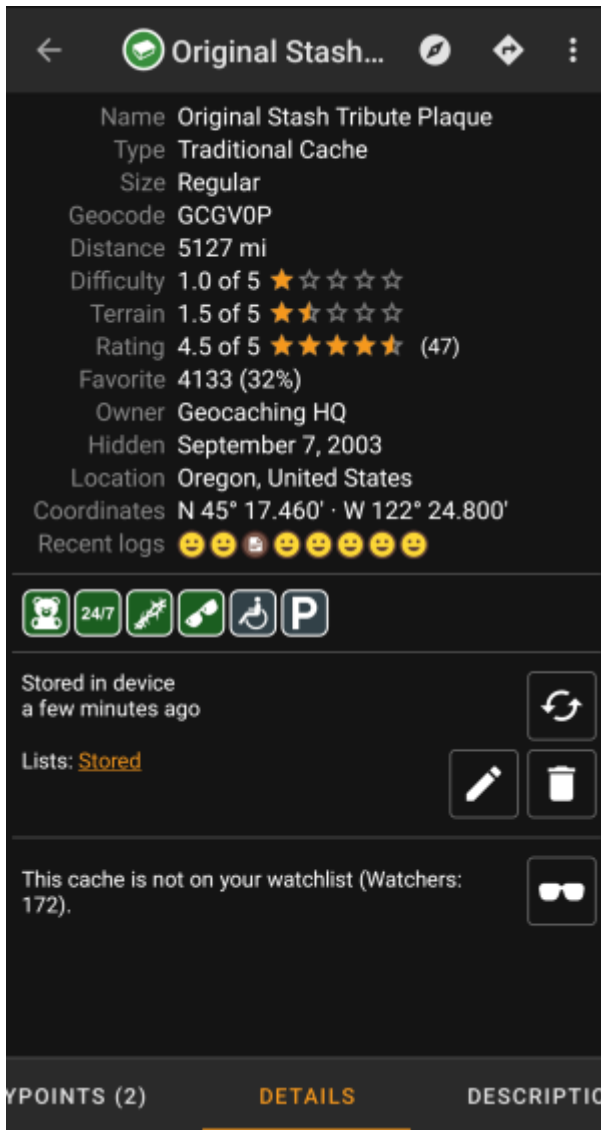 Original Stash...
Name Original Stash Tribute Plaque
Type Traditional Cache
Size Regular
Geocode GCGV0P
Distance 5127 mi
Difficulty 1.0 of 5
Terrain 1.5 of 5
Rating 4.5 of 5 (47)
Favorite 4133 (32%)
Owner Geocaching HQ
Hidden September 7, 2003
Location Oregon, United States
Coordinates N 45° 17.460' · W 122° 24.800'
Recent logs
24/7 P
Stored in device
a few minutes ago
Lists: Stored
This cache is not on your watchlist (Watchers:
172).
YPOINTS (2) DETAILS DESCRIPTIO